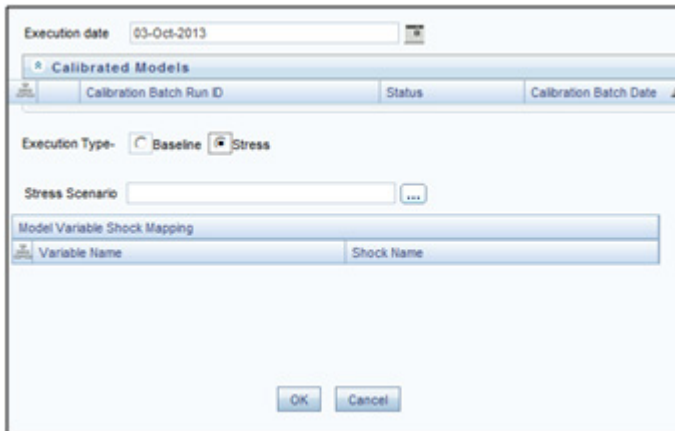 Execution date 03-Oct-2013
Calibrated Models
Calibration Batch Run ID Status Calibration Batch Date
Execution Type- Baseline Stress
Stress Scenario ...
Model Variable Shock Mapping
Variable Name Shock Name
OK Cancel